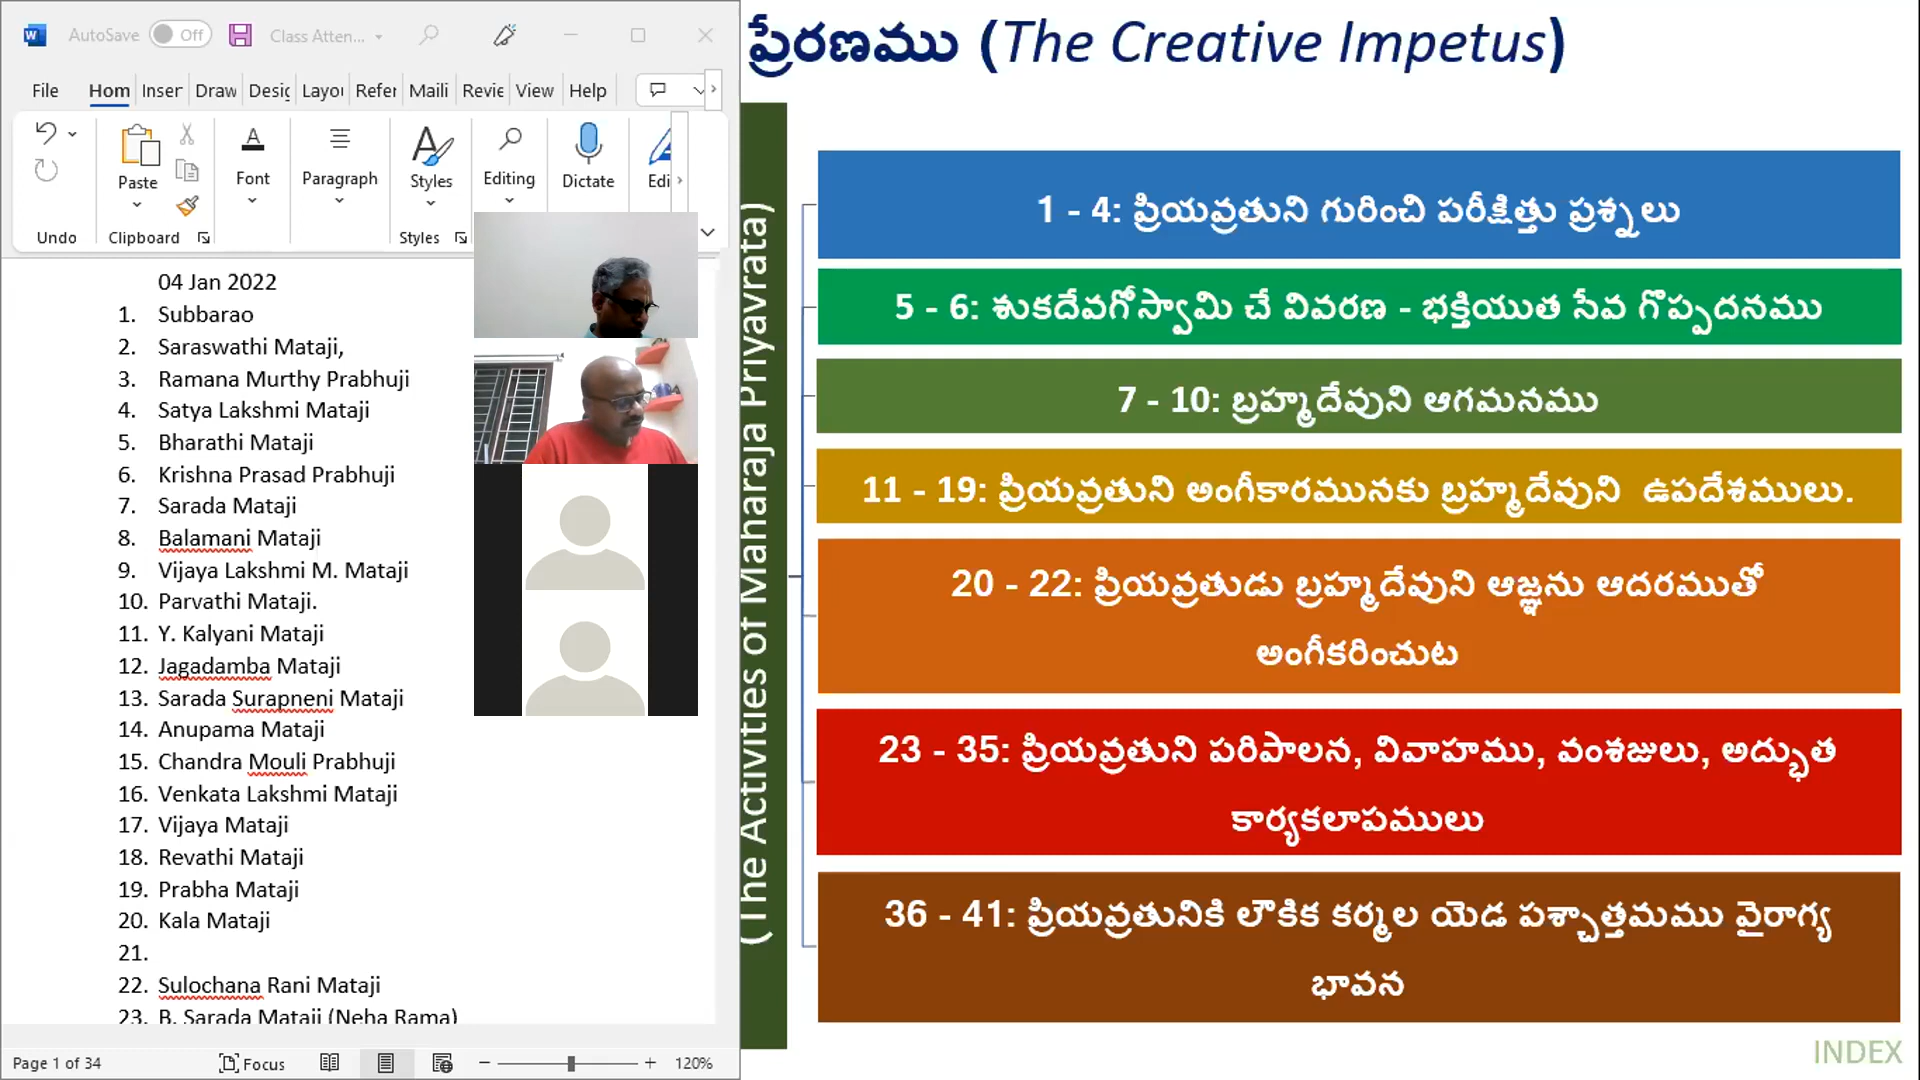 AutoSave Off Class Atten...
File Hom Inser Draw Desig Layou Refer Maili Revie View Help
Paste Font Paragraph Styles Editing Dictate Edi
Undo Clipboard Styles
04 Jan 2022
1. Subbarao
2. Saraswathi Mataji,
3. Ramana Murthy Prabhuji
4. Satya Lakshmi Mataji
5. Bharathi Mataji
6. Krishna Prasad Prabhuji
7. Sarada Mataji
8. Balamani Mataji
9. Vijaya Lakshmi M. Mataji
10. Parvathi Mataji.
11. Y. Kalyani Mataji
12. Jagadamba Mataji
13. Sarada Surapneni Mataji
14. Anupama Mataji
15. Chandra Mouli Prabhuji
16. Venkata Lakshmi Mataji
17. Vijaya Mataji
18. Revathi Mataji
19. Prabha Mataji
20. Kala Mataji
21.
22. Sulochana Rani Mataji
23. B. Sarada Mataji (Neha Rama)
Page 1 of 34 Focus 120%
ప్రేరణము (The Creative Impetus)
(The Activities of Maharaja Priyavrata)
1 - 4: ప్రియవ్రతుని గురించి పరీక్షిత్తు ప్రశ్నలు
5 - 6: శుకదేవగోస్వామి చే వివరణ - భక్తియుత సేవ గొప్పదనము
7 - 10: బ్రహ్మదేవుని ఆగమనము
11 - 19: ప్రియవ్రతుని అంగీకారమునకు బ్రహ్మదేవుని ఉపదేశములు.
20 - 22: ప్రియవ్రతుడు బ్రహ్మదేవుని ఆజ్ఞను ఆదరముతో
అంగీకరించుట
23 - 35: ప్రియవ్రతుని పరిపాలన, వివాహము, వంశజులు, అద్భుత
కార్యకలాపములు
36 - 41: ప్రియవ్రతునికి లౌకిక కర్మల యెడ పశ్చాత్తమము వైరాగ్య
భావన
INDEX